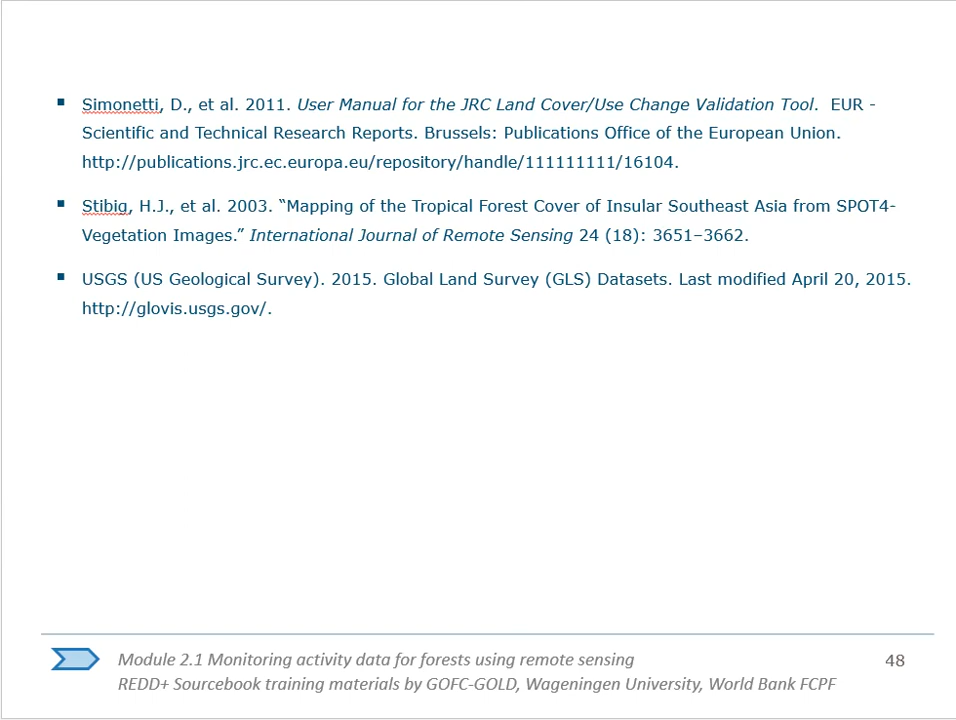 ▪ Simonetti, D., et al. 2011. User Manual for the JRC Land Cover/Use Change Validation Tool.  EUR -
Scientific and Technical Research Reports. Brussels: Publications Office of the European Union.
http://publications.jrc.ec.europa.eu/repository/handle/111111111/16104.
▪ Stibig, H.J., et al. 2003. “Mapping of the Tropical Forest Cover of Insular Southeast Asia from SPOT4-
Vegetation Images.” International Journal of Remote Sensing 24 (18): 3651–3662.
▪ USGS (US Geological Survey). 2015. Global Land Survey (GLS) Datasets. Last modified April 20, 2015.
http://glovis.usgs.gov/.
Module 2.1 Monitoring activity data for forests using remote sensing
REDD+ Sourcebook training materials by GOFC-GOLD, Wageningen University, World Bank FCPF
48